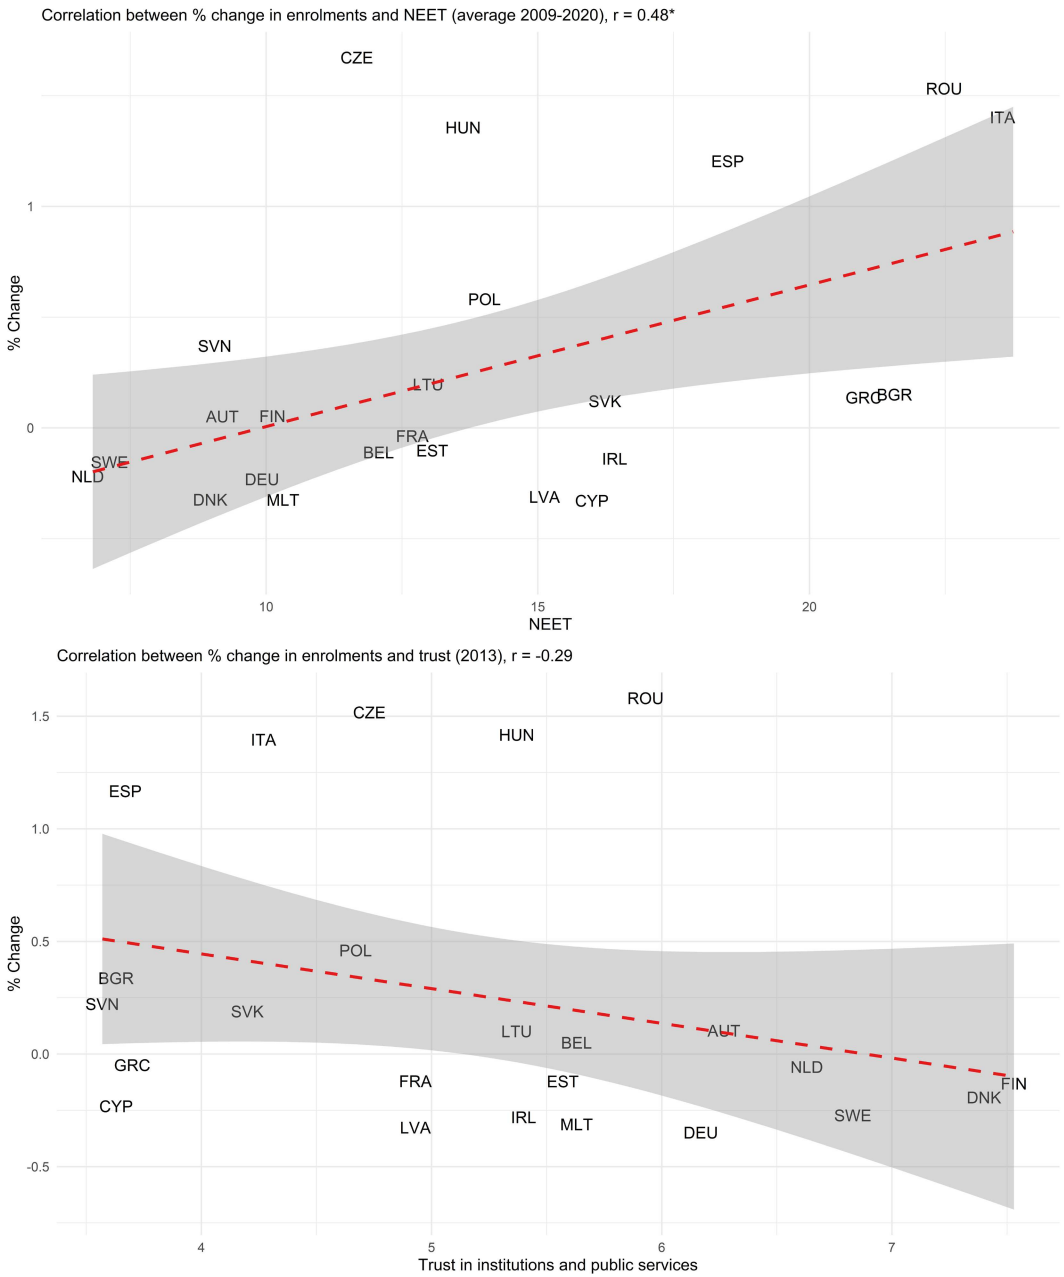 Correlation between % change in enrolments and NEET (average 2009-2020), r = 0.48*
CZE
ROU
ITA
HUN
ESP
1
% Change
POL
SVN
LTU
SVK
GRC
BGR
AUT
FIN
0
FRA
EST
BEL
SWE
IRL
NLD
DEU
LVA
DNK
MLT
CYP
10
15
20
NEET
Correlation between % change in enrolments and trust (2013), r = -0.29
ROU
CZE
1.5
HUN
ITA
ESP
1.0
% Change
0.5
POL
BGR
SVN
SVK
LTU
AUT
BEL
0.0
GRC
NLD
FRA
EST
FIN
DNK
CYP
SWE
IRL
MLT
LVA
DEU
-0.5
4
5
6
7
Trust in institutions and public services